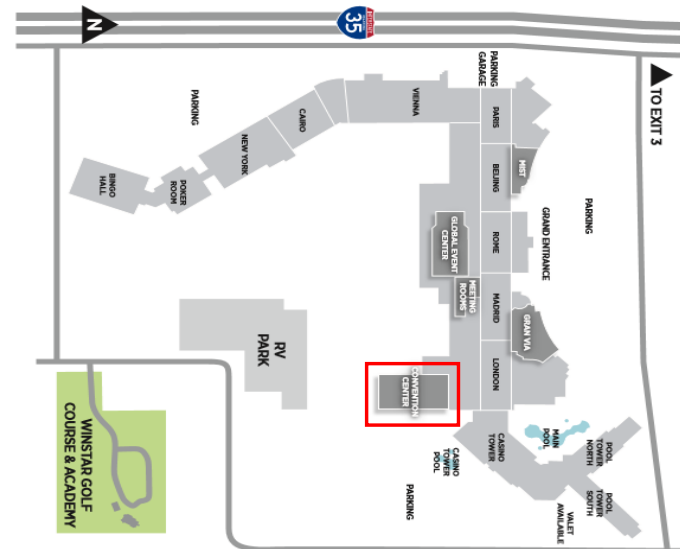 INTERSTATE
35
N
PARKING
GARAGE
TO EXIT 3
PARKING
VIENNA
PARIS
CAIRO
NEW YORK
MIST
BEIJING
POKER
ROOM
BINGO
HALL
PARKING
GRAND ENTRANCE
GLOBAL EVENT
CENTER
ROME
MEETING
ROOMS
MADRID
GRAN VIA
RV
PARK
LONDON
CONVENTION
CENTER
WINSTAR GOLF
COURSE & ACADEMY
CASINO
TOWER
MAIN
POOL
POOL
TOWER
NORTH
CASINO
TOWER
POOL
POOL
TOWER
SOUTH
PARKING
VALET
AVAILABLE